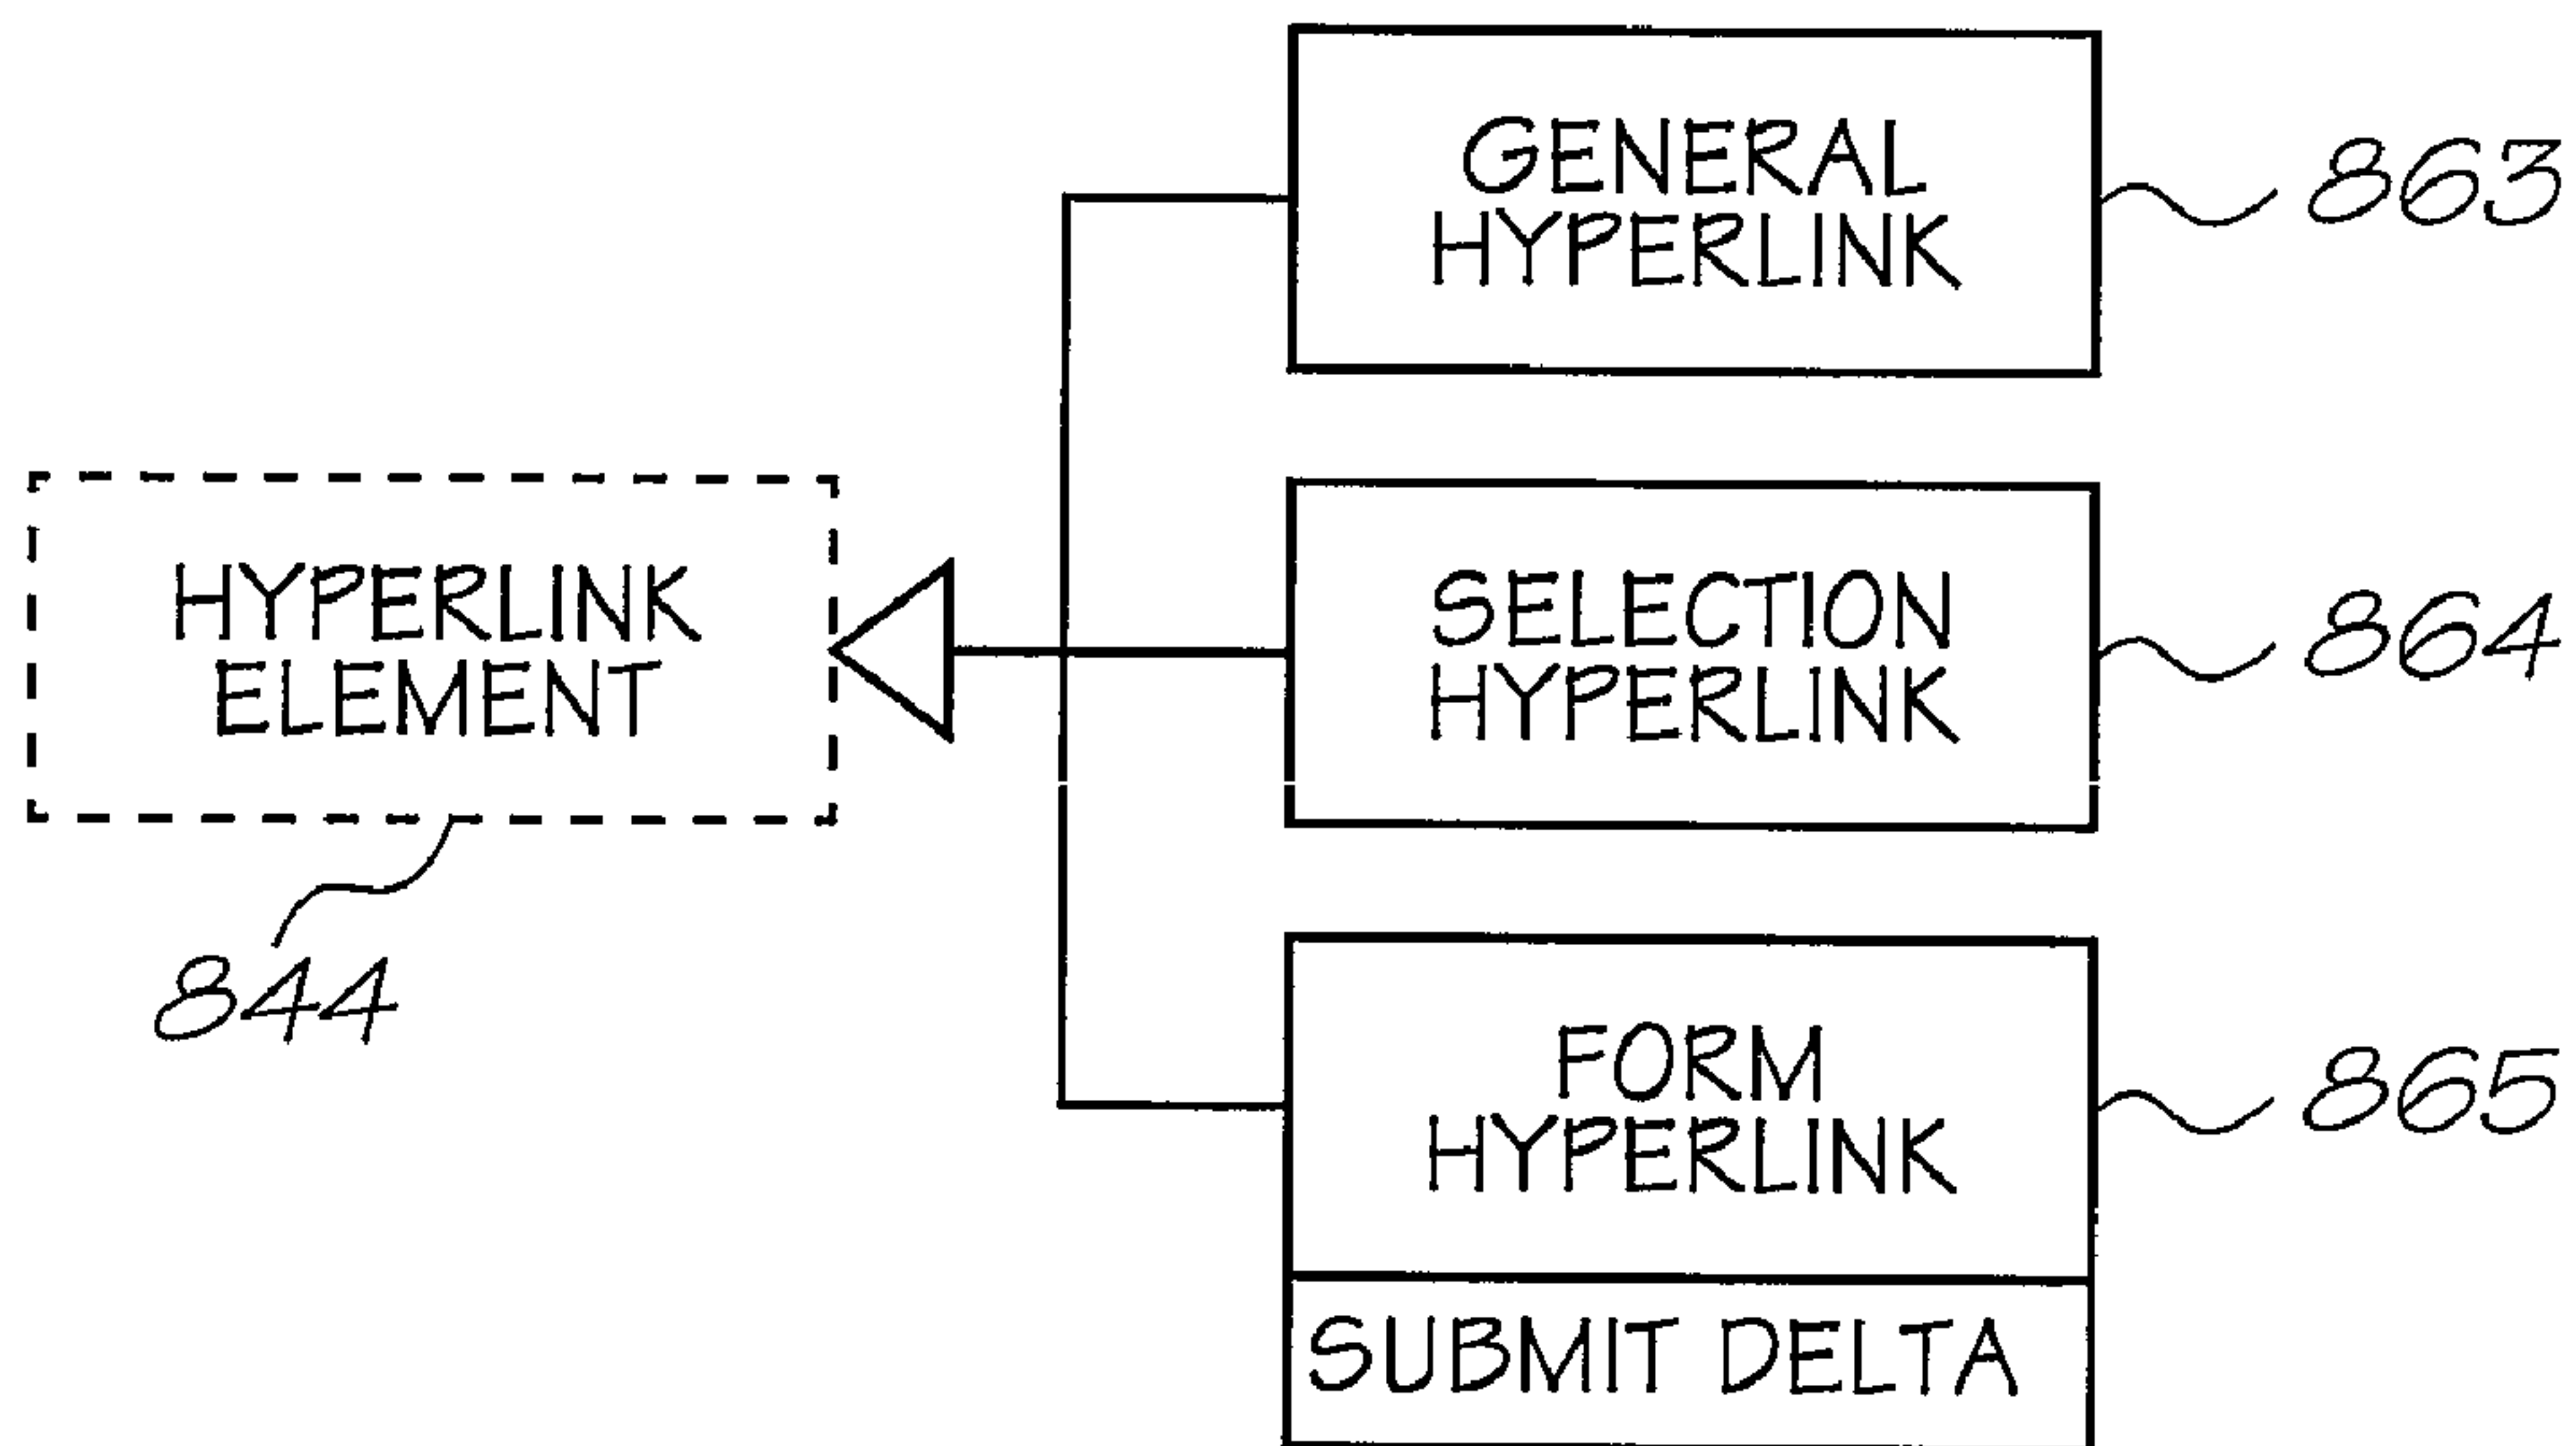 GENERAL
HYPERLINK
863
HYPERLINK
ELEMENT
844
SELECTION
HYPERLINK
864
FORM
HYPERLINK
865
SUBMIT DELTA